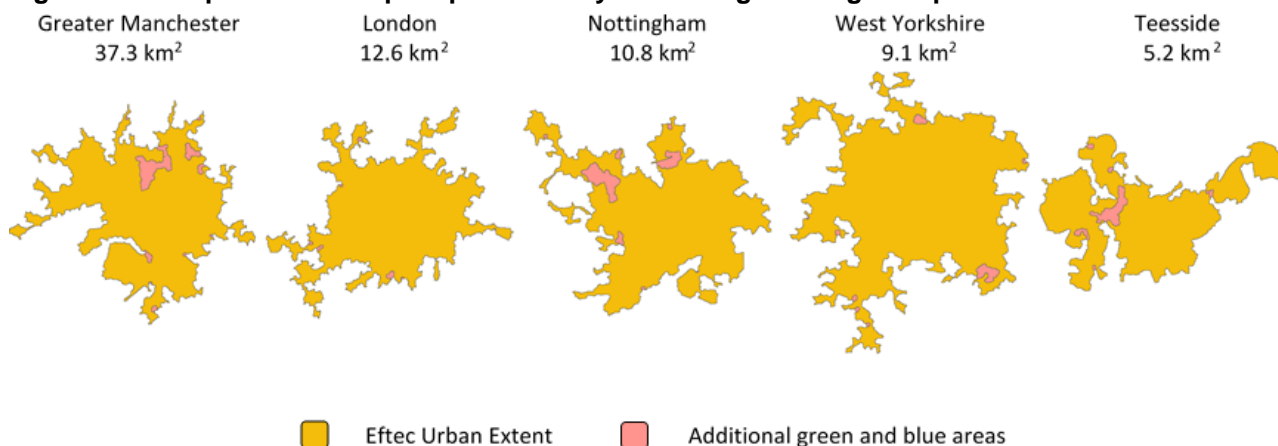 Greater Manchester London Nottingham West Yorkshire Teesside
37.3 km² 12.6 km² 10.8 km² 9.1 km² 5.2 km²
Eftec Urban Extent Additional green and blue areas